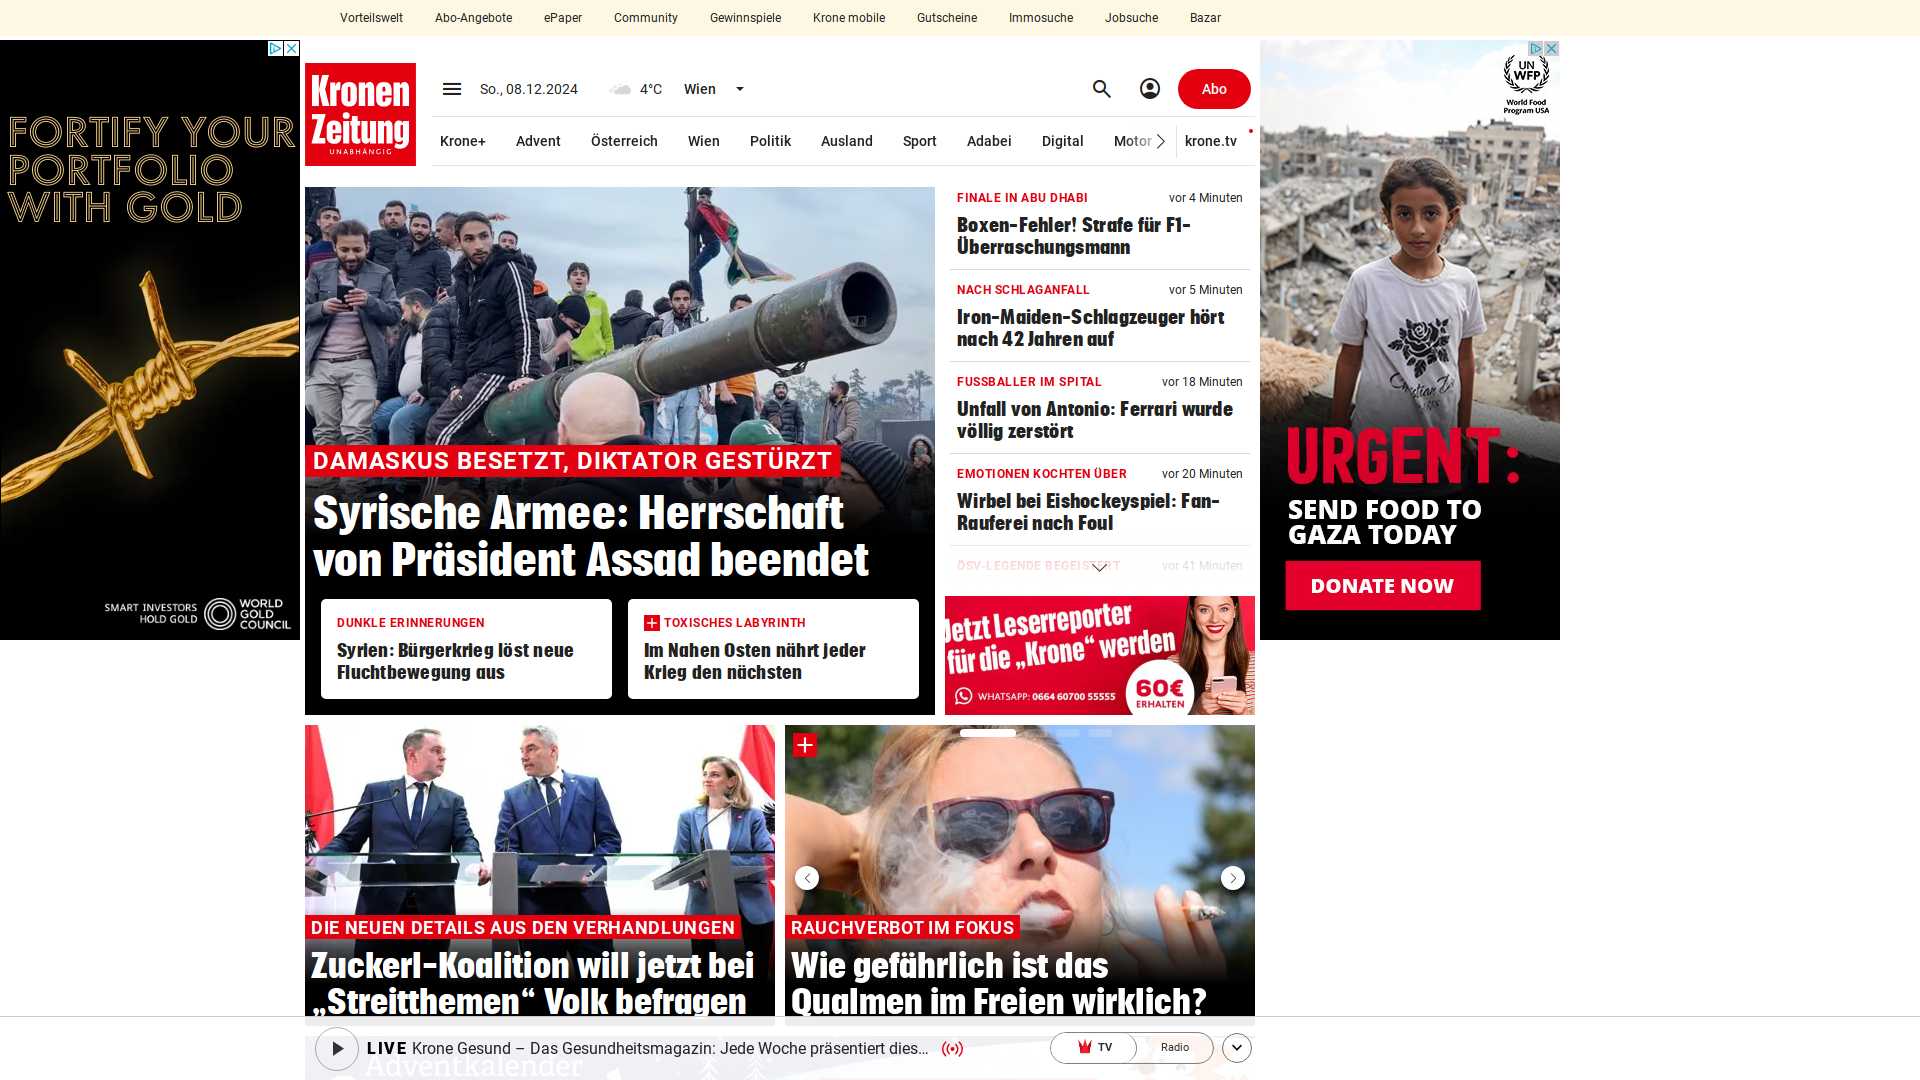 Vorteilswelt
Abo-Angebote
ePaper
Community
Gewinnspiele
Krone mobile
Gutscheine
Immosuche
Jobsuche
Bazar
FORTIFY YOUR
PORTFOLIO
WITH GOLD
SMART INVESTORS
HOLD GOLD
WORLD
GOLD
COUNCIL
Kronen
Zeitung
UNABHÄNGIG
So., 08.12.2024
4°C
Wien
Abo
Krone+
Advent
Österreich
Wien
Politik
Ausland
Sport
Adabei
Digital
Motor
krone.tv
DAMASKUS BESETZT, DIKTATOR GESTÜRZT
Syrische Armee: Herrschaft
von Präsident Assad beendet
DUNKLE ERINNERUNGEN
Syrien: Bürgerkrieg löst neue
Fluchtbewegung aus
TOXISCHES LABYRINTH
Im Nahen Osten nährt jeder
Krieg den nächsten
FINALE IN ABU DHABI
vor 4 Minuten
Boxen-Fehler! Strafe für F1-
Überraschungsmann
NACH SCHLAGANFALL
vor 5 Minuten
Iron-Maiden-Schlagzeuger hört
nach 42 Jahren auf
FUSSBALLER IM SPITAL
vor 18 Minuten
Unfall von Antonio: Ferrari wurde
völlig zerstört
EMOTIONEN KOCHTEN ÜBER
vor 20 Minuten
Wirbel bei Eishockeyspiel: Fan-
Rauferei nach Foul
ÖSV-LEGENDE BEGEISTERT
vor 41 Minuten
Jetzt Leserreporter
für die „Krone“ werden
WHATSAPP: 0664 60700 55555
60€
ERHALTEN
UN
WFP
World Food
Program USA
URGENT:
SEND FOOD TO
GAZA TODAY
DONATE NOW
DIE NEUEN DETAILS AUS DEN VERHANDLUNGEN
Zuckerl-Koalition will jetzt bei
„Streitthemen“ Volk befragen
RAUCHVERBOT IM FOKUS
Wie gefährlich ist das
Qualmen im Freien wirklich?
LIVE Krone Gesund – Das Gesundheitsmagazin: Jede Woche präsentiert dies...
TV
Radio
Adventkalender